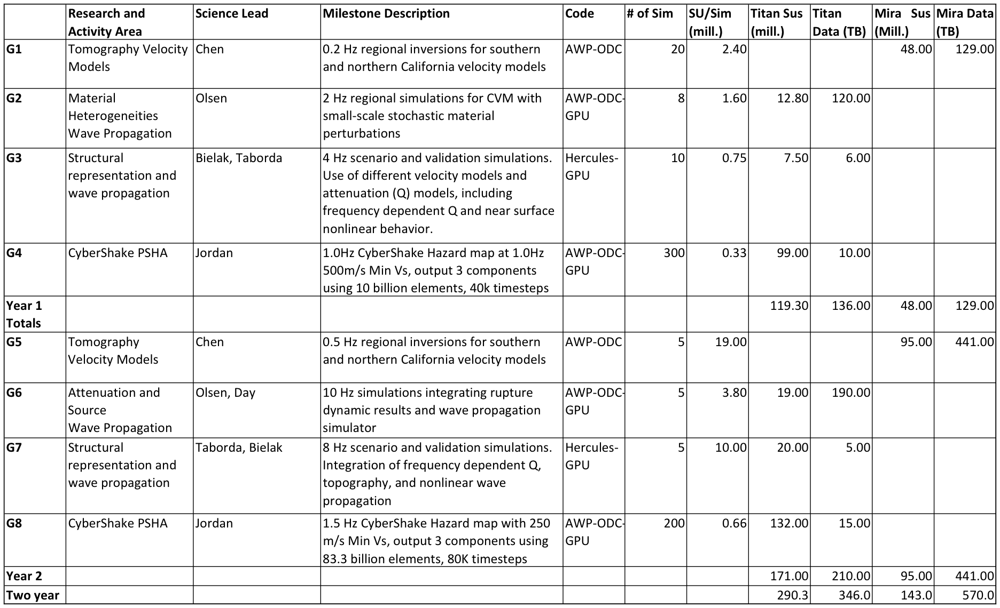 Research and Activity Area Science Lead Milestone Description Code # of Sim SU/Sim (mill.) Titan Sus (mill.) Titan Data (TB) Mira Sus (Mill.) Mira Data (TB)
G1 Tomography Velocity Models Chen 0.2 Hz regional inversions for southern and northern California velocity models AWP-ODC 20 2.40 48.00 129.00
G2 Material Heterogeneities Wave Propagation Olsen 2 Hz regional simulations for CVM with small-scale stochastic material perturbations AWP-ODC-GPU 8 1.60 12.80 120.00
G3 Structural representation and wave propagation Bielak, Taborda 4 Hz scenario and validation simulations. Use of different velocity models and attenuation (Q) models, including frequency dependent Q and near surface nonlinear behavior. Hercules-GPU 10 0.75 7.50 6.00
G4 CyberShake PSHA Jordan 1.0Hz CyberShake Hazard map at 1.0Hz 500m/s Min Vs, output 3 components using 10 billion elements, 40k timesteps AWP-ODC-GPU 300 0.33 99.00 10.00
Year 1 Totals 119.30 136.00 48.00 129.00
G5 Tomography Velocity Models Chen 0.5 Hz regional inversions for southern and northern California velocity models AWP-ODC 5 19.00 95.00 441.00
G6 Attenuation and Source Wave Propagation Olsen, Day 10 Hz simulations integrating rupture dynamic results and wave propagation simulator AWP-ODC-GPU 5 3.80 19.00 190.00
G7 Structural representation and wave propagation Taborda, Bielak 8 Hz scenario and validation simulations. Integration of frequency dependent Q, topography, and nonlinear wave propagation Hercules-GPU 5 10.00 20.00 5.00
G8 CyberShake PSHA Jordan 1.5 Hz CyberShake Hazard map with 250 m/s Min Vs, output 3 components using 83.3 billion elements, 80K timesteps AWP-ODC-GPU 200 0.66 132.00 15.00
Year 2 171.00 210.00 95.00 441.00
Two year 290.3 346.0 143.0 570.0